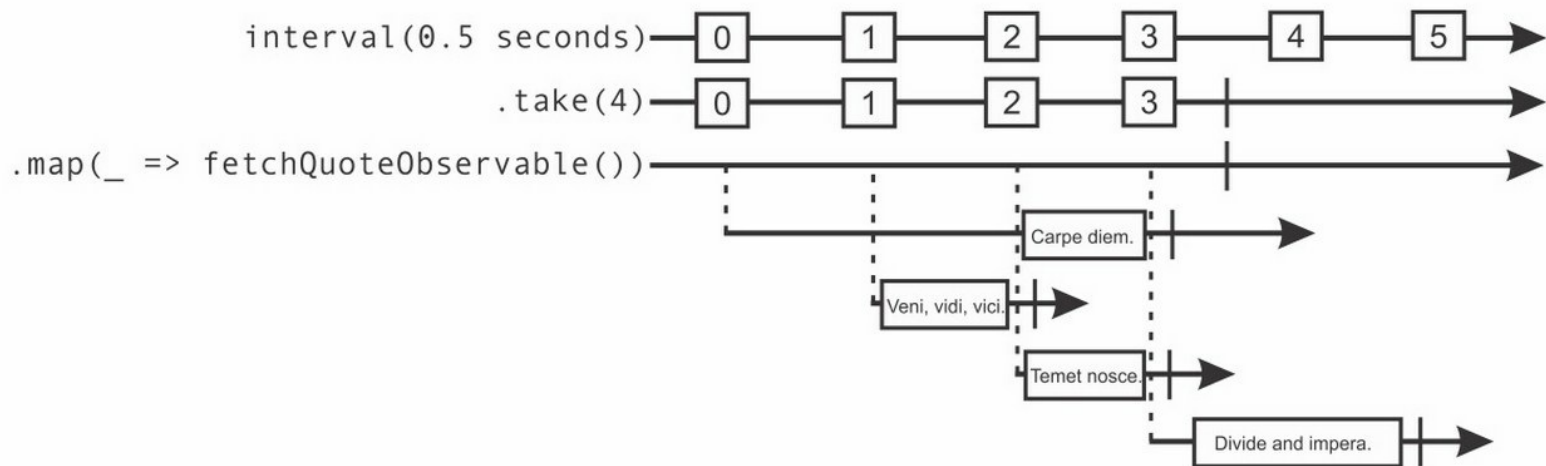 interval(0.5 seconds) 0 1 2 3 4 5
.take(4) 0 1 2 3
.map(_ => fetchQuoteObservable())
Carpe diem.
Veni, vidi, vici.
Temet nosce.
Divide and impera.